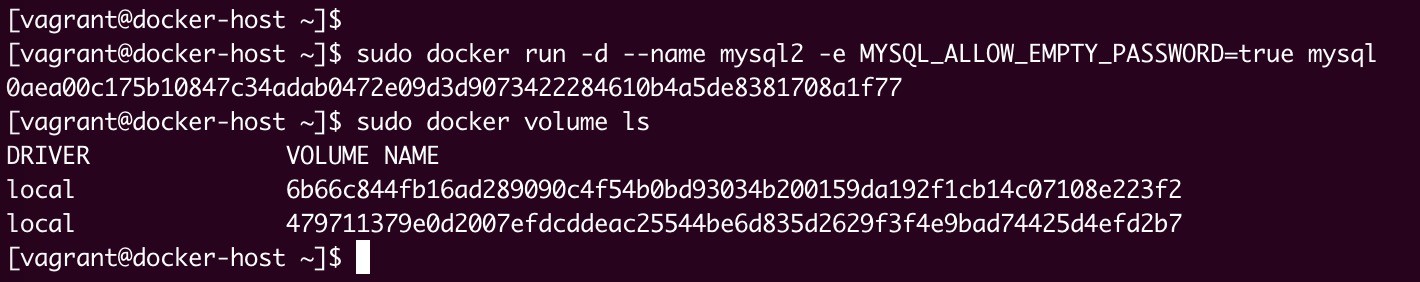 [vagrant@docker-host ~]$
[vagrant@docker-host ~]$ sudo docker run -d --name mysql2 -e MYSQL_ALLOW_EMPTY_PASSWORD=true mysql
0aea00c175b10847c34adab0472e09d3d9073422284610b4a5de8381708a1f77
[vagrant@docker-host ~]$ sudo docker volume ls
DRIVER              VOLUME NAME
local               6b66c844fb16ad289090c4f54b0bd93034b200159da192f1cb14c07108e223f2
local               479711379e0d2007efdcddeac25544be6d835d2629f3f4e9bad74425d4efd2b7
[vagrant@docker-host ~]$